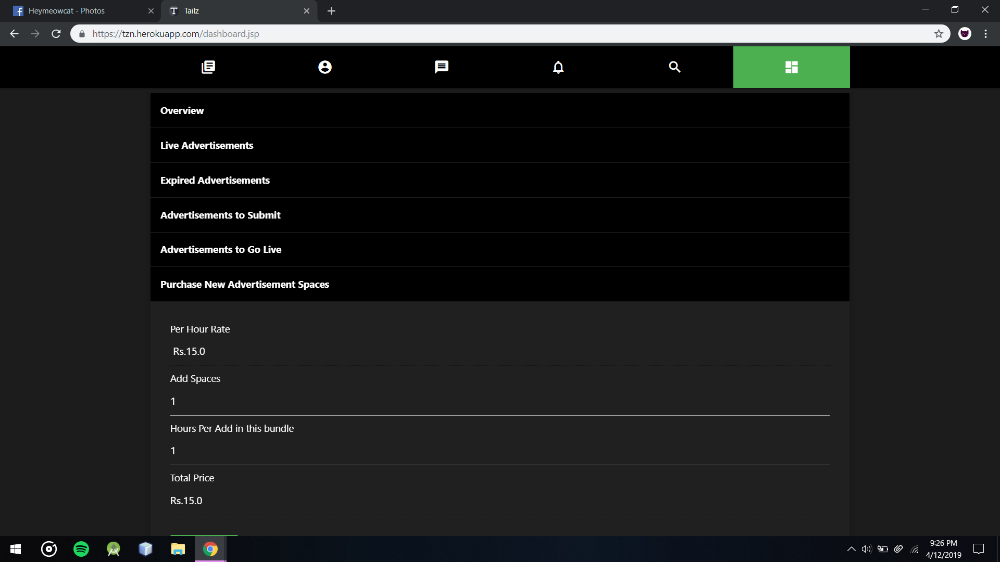 Heymeowcat - Photos
Tailz
https://tzn.herokuapp.com/dashboard.jsp
Overview
Live Advertisements
Expired Advertisements
Advertisements to Submit
Advertisements to Go Live
Purchase New Advertisement Spaces
Per Hour Rate
Rs.15.0
Add Spaces
1
Hours Per Add in this bundle
1
Total Price
Rs.15.0
9:26 PM
4/12/2019